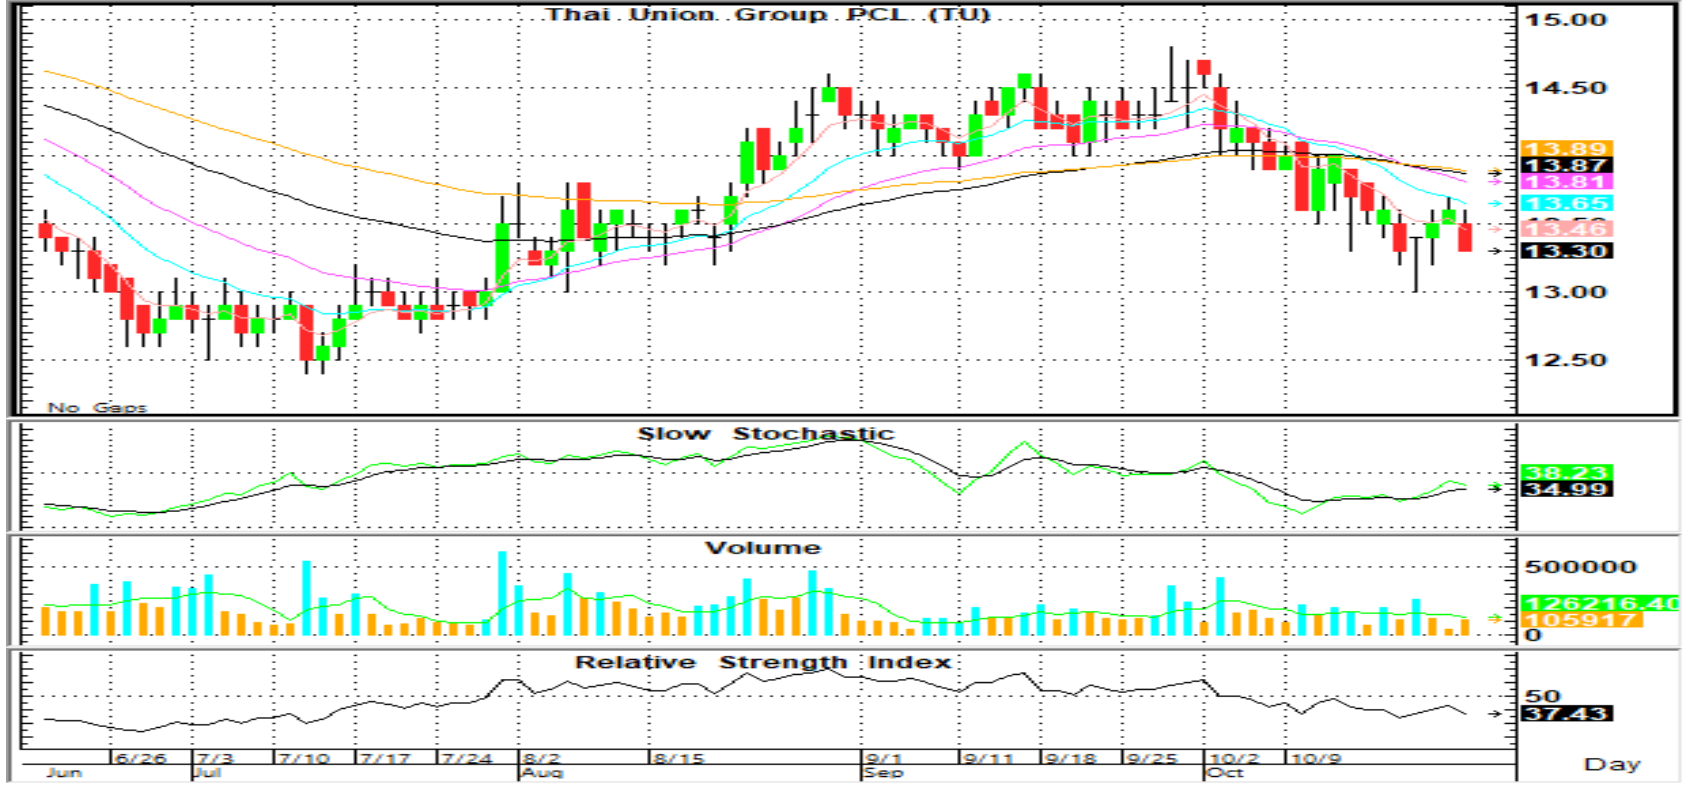 Thai Union Group PCL (TU)
15.00
14.50
13.89
13.87
13.81
13.65
13.46
13.30
13.00
12.50
No Gaps
Slow Stochastic
38.23
34.99
Volume
500000
126216.40
105917
0
Relative Strength Index
50
37.43
6/26 7/3 7/10 7/17 7/24 8/2 8/15 9/1 9/11 9/18 9/25 10/2 10/9
Jun Jul Aug Sep Oct
Day